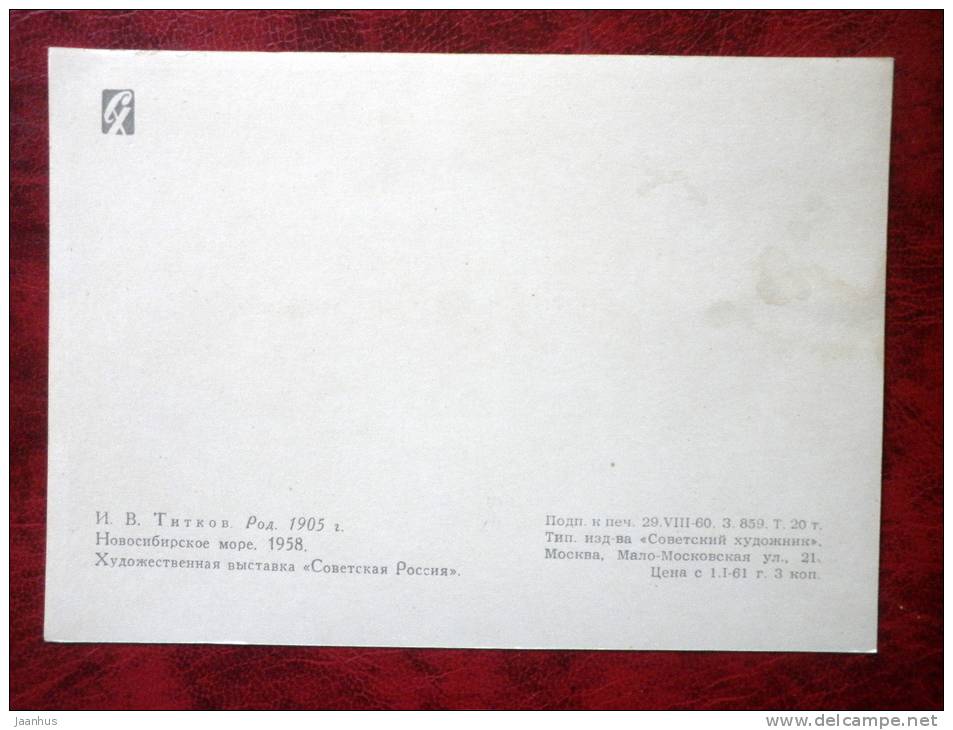 СХ
И. В. Титков. Род. 1905 г.
Новосибирское море. 1958.
Художественная выставка «Советская Россия».
Подп. к печ. 29.VIII-60. З. 859. Т. 20 т.
Тип. изд-ва «Советский художник».
Москва, Мало-Московская ул., 21.
Цена с 1.I-61 г. 3 коп.
jaanhus
www.delcampe.net